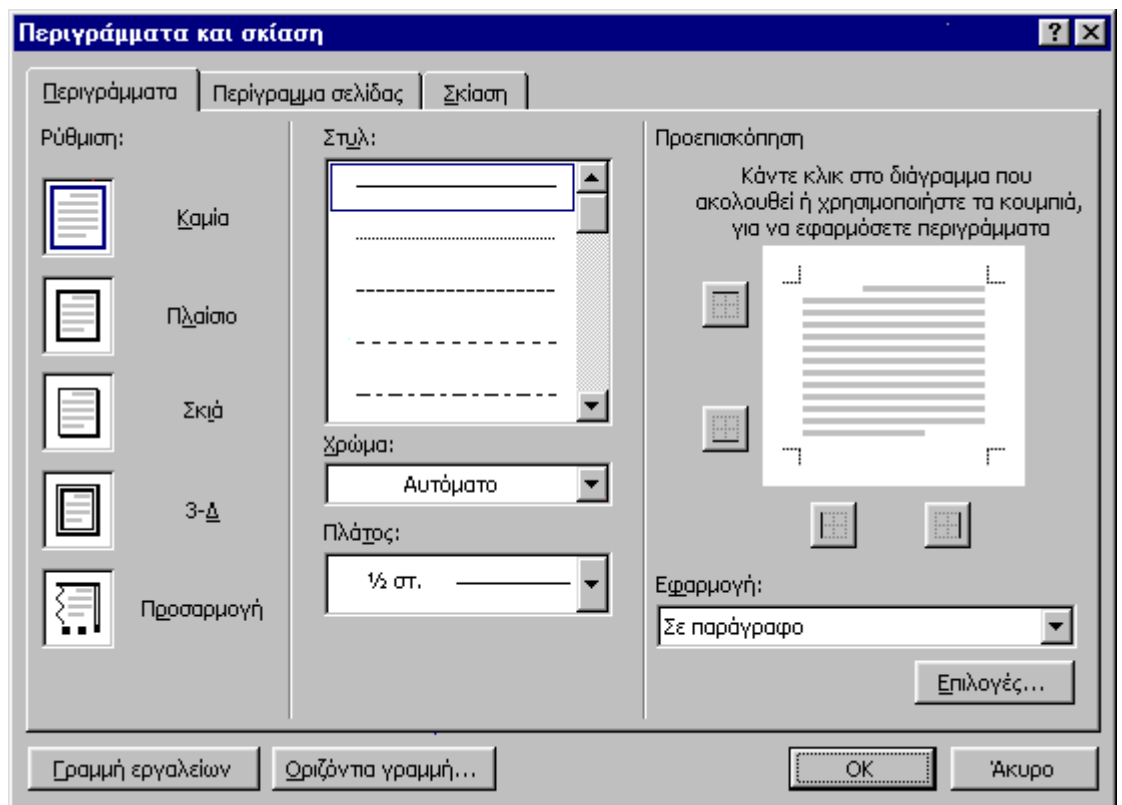 Περιγράμματα και σκίαση
Περιγράμματα
Περίγραμμα σελίδας
Σκίαση
Ρύθμιση:
Καμία
Πλαίσιο
Σκιά
3-Δ
Προσαρμογή
Στυλ:
Χρώμα:
Αυτόματο
Πλάτος:
½ στ.
Προεπισκόπηση
Κάντε κλικ στο διάγραμμα που
ακολουθεί ή χρησιμοποιήστε τα κουμπιά,
για να εφαρμόσετε περιγράμματα
Εφαρμογή:
Σε παράγραφο
Επιλογές...
Γραμμή εργαλείων
Οριζόντια γραμμή...
OK
Άκυρο